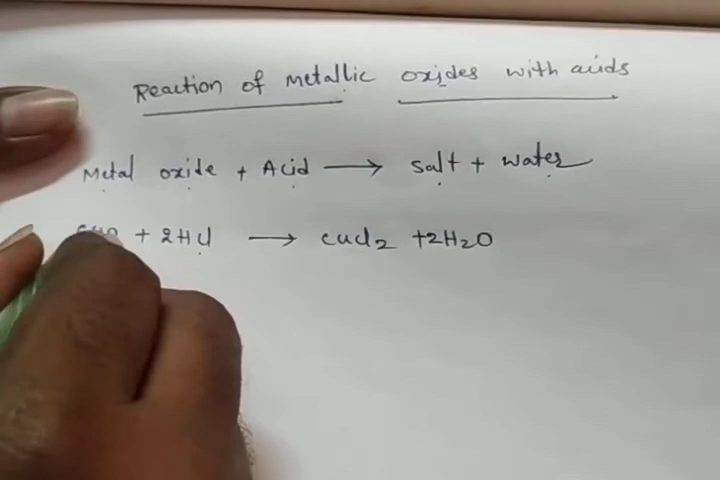 Reaction of metallic oxides with acids
Metal oxide + Acid → salt + water
+ 2HCl → CuCl2 + 2H2O